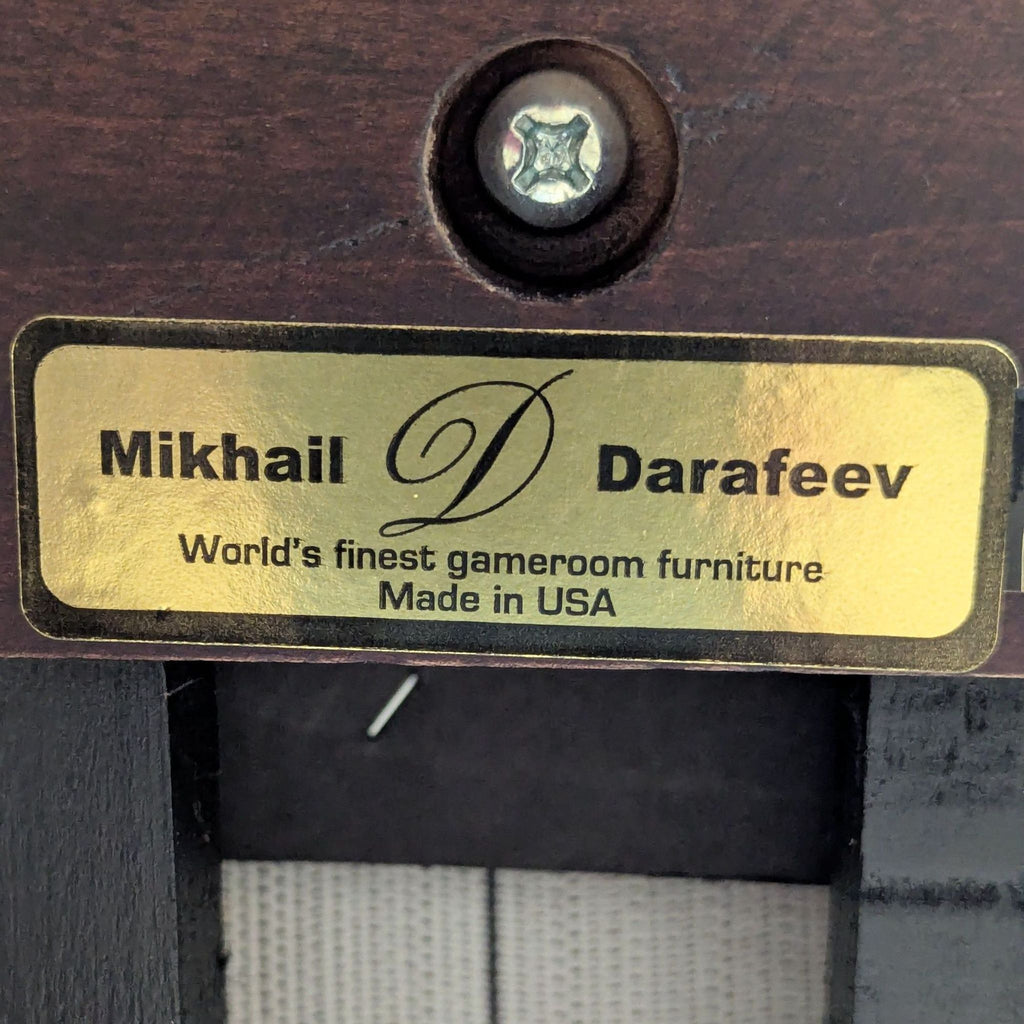 Mikhail D Darafeev
World's finest gameroom furniture
Made in USA